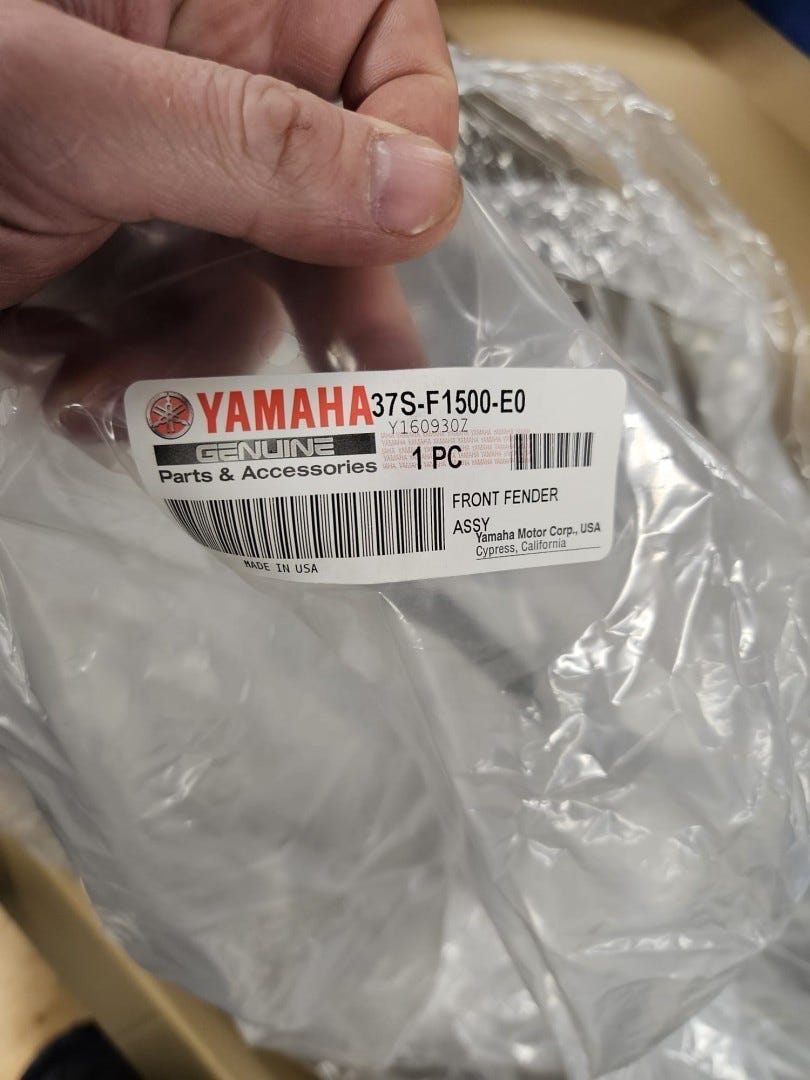 YAMAHA 37S-F1500-E0
Y160930Z
GENUINE
1 PC
Parts & Accessories
FRONT FENDER
ASSY
Yamaha Motor Corp., USA
Cypress, California
MADE IN USA